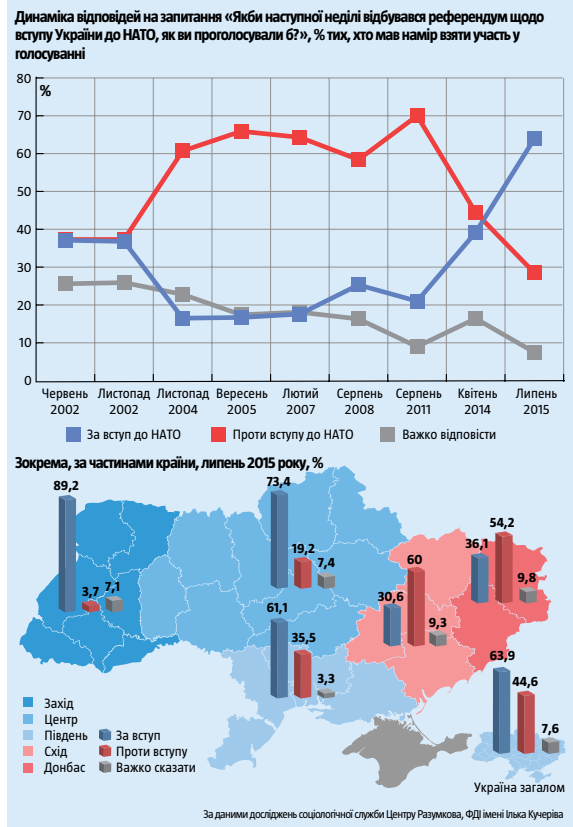 Динаміка відповідей на запитання «Якби наступної неділі відбувався референдум щодо
вступу України до НАТО, як ви проголосували б?», % тих, хто мав намір взяти участь у
голосуванні
80
%
70
60
50
40
30
20
10
0
Червень Листопад Листопад Вересень Лютий Серпень Серпень Квітень Липень
2002 2002 2004 2005 2007 2008 2011 2014 2015
За вступ до НАТО Проти вступу до НАТО Важко відповісти
Зокрема, за частинами країни, липень 2015 року, %
89,2
3,7
7,1
73,4
19,2
7,4
61,1
35,5
3,3
30,6
60
9,3
36,1
54,2
9,8
63,9
44,6
7,6
Захід
Центр
Південь За вступ
Схід Проти вступу
Донбас Важко сказати
Україна загалом
За даними досліджень соціологічної служби Центру Разумкова, ФДІ імені Ілька Кучеріва